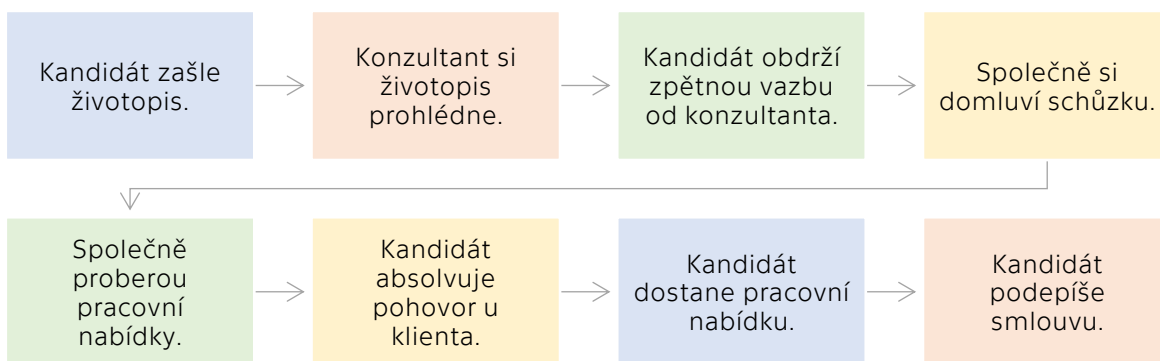 Kandidát zašle
životopis.
Konzultant si
životopis
prohlédne.
Kandidát obdrží
zpětnou vazbu
od konzultanta.
Společně si
domluví schůzku.
Společně
proberou
pracovní
nabídky.
Kandidát
absolvuje
pohovor u
klienta.
Kandidát
dostane pracovní
nabídku.
Kandidát
podepíše
smlouvu.